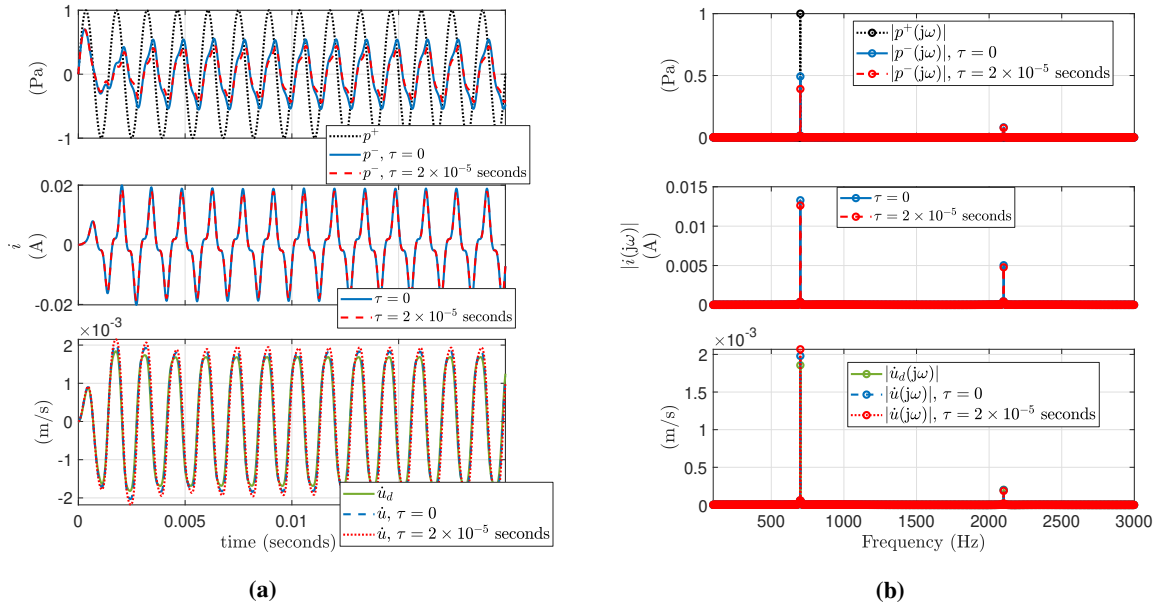 1
0
-1
(Pa)
p⁺
p⁻, τ = 0
p⁻, τ = 2 × 10⁻⁵ seconds
0.02
0
-0.02
i
(A)
τ = 0
τ = 2 × 10⁻⁵ seconds
×10⁻³
2
1
0
-1
-2
(m/s)
u̇_d
u̇, τ = 0
u̇, τ = 2 × 10⁻⁵ seconds
0
0.005
0.01
time (seconds)
(a)
1
0.5
0
(Pa)
|p⁺(jω)|
|p⁻(jω)|, τ = 0
|p⁻(jω)|, τ = 2 × 10⁻⁵ seconds
0.015
0.01
0.005
0
|i(jω)|
(A)
τ = 0
τ = 2 × 10⁻⁵ seconds
×10⁻³
2
1.5
1
0.5
0
(m/s)
|u̇_d(jω)|
|u̇(jω)|, τ = 0
|u̇(jω)|, τ = 2 × 10⁻⁵ seconds
500
1000
1500
2000
2500
3000
Frequency (Hz)
(b)